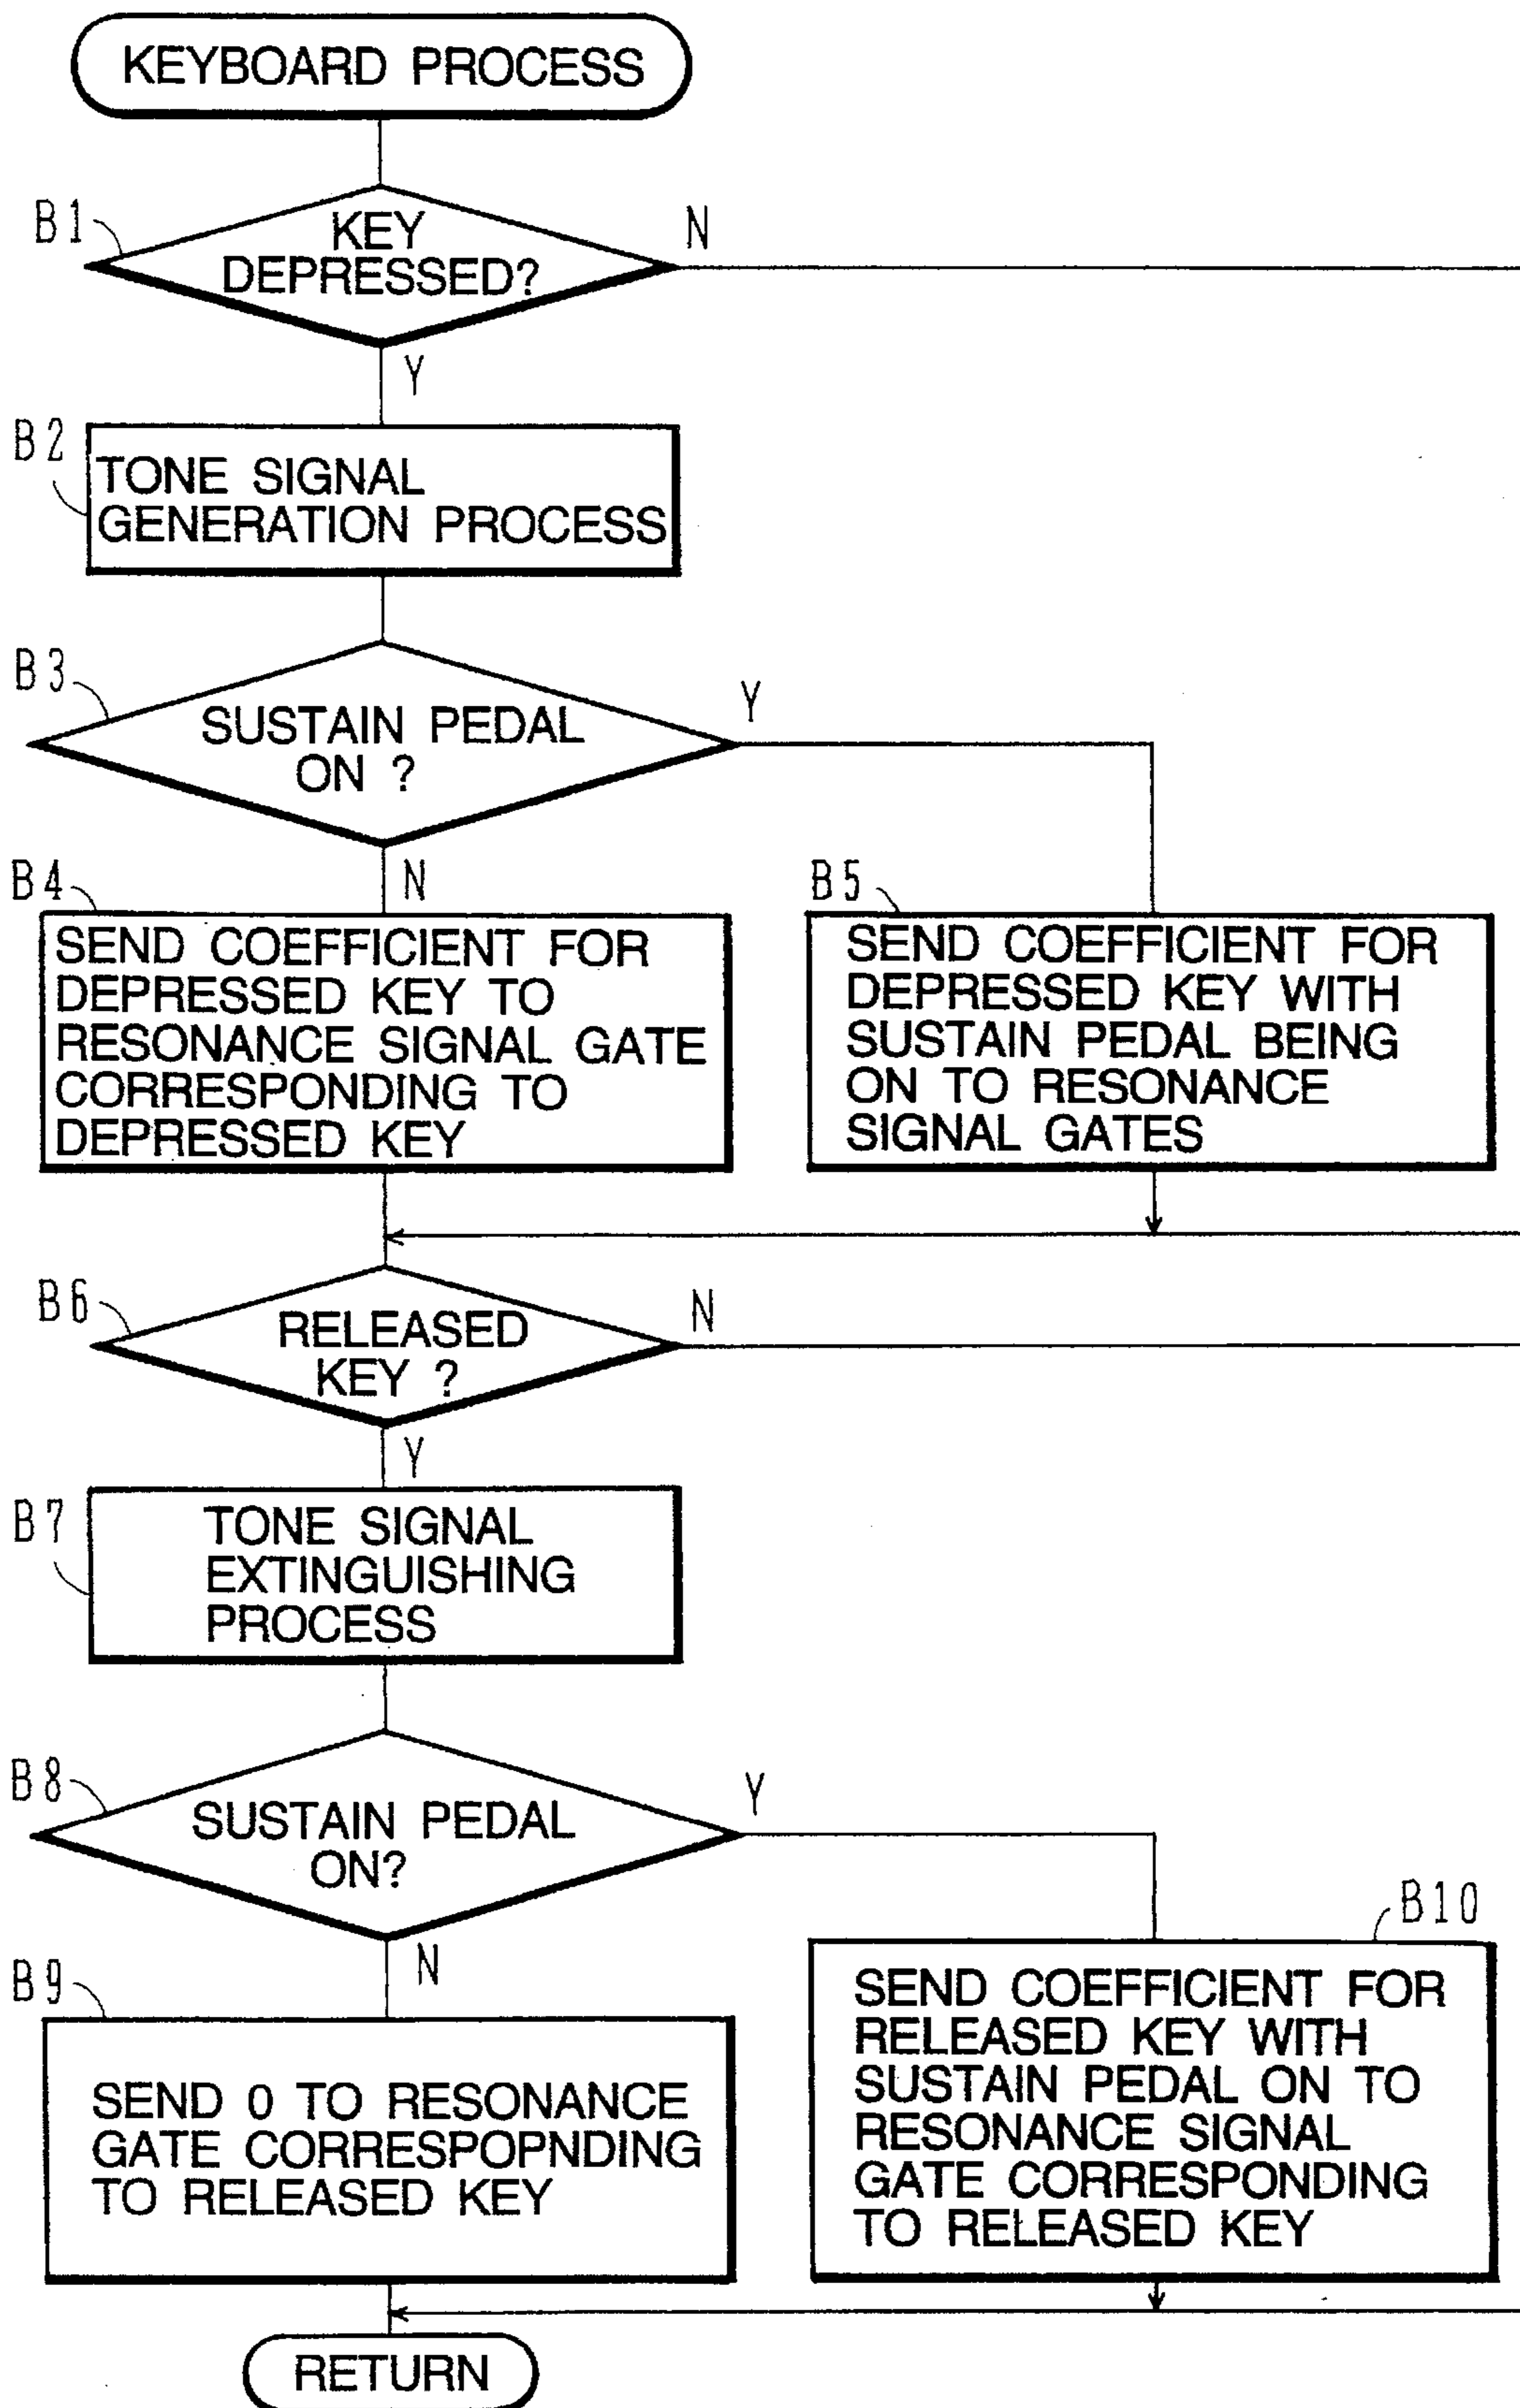 KEYBOARD PROCESS
B1
KEY
DEPRESSED?
N
Y
B2
TONE SIGNAL
GENERATION PROCESS
B3
SUSTAIN PEDAL
ON ?
Y
N
B4
SEND COEFFICIENT FOR
DEPRESSED KEY TO
RESONANCE SIGNAL GATE
CORRESPONDING TO
DEPRESSED KEY
B5
SEND COEFFICIENT FOR
DEPRESSED KEY WITH
SUSTAIN PEDAL BEING
ON TO RESONANCE
SIGNAL GATES
B6
RELEASED
KEY ?
N
Y
B7
TONE SIGNAL
EXTINGUISHING
PROCESS
B8
SUSTAIN PEDAL
ON?
Y
N
B9
SEND 0 TO RESONANCE
GATE CORRESPOPNDING
TO RELEASED KEY
B10
SEND COEFFICIENT FOR
RELEASED KEY WITH
SUSTAIN PEDAL ON TO
RESONANCE SIGNAL
GATE CORRESPONDING
TO RELEASED KEY
RETURN